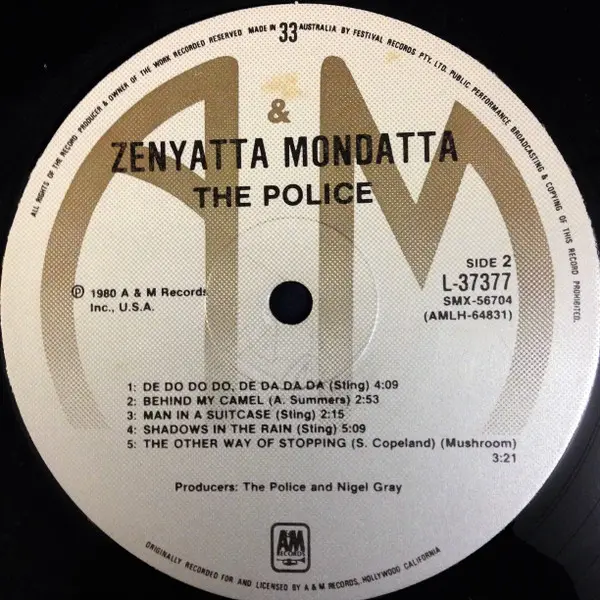 ALL RIGHTS OF THE RECORD PRODUCER & OWNER OF THE WORK RECORDED RESERVED MADE IN 33 AUSTRALIA BY FESTIVAL RECORDS PTY. LTD. PUBLIC PERFORMANCE BROADCASTING & COPYING OF THIS RECORD PROHIBITED.
A & M
ZENYATTA MONDATTA
THE POLICE
SIDE 2
L-37377
SMX-56704
(AMLH-64831)
℗ 1980 A & M Records
Inc., U.S.A.
1: DE DO DO DO, DE DA DA DA (Sting) 4:09
2: BEHIND MY CAMEL (A. Summers) 2:53
3: MAN IN A SUITCASE (Sting) 2:15
4: SHADOWS IN THE RAIN (Sting) 5:09
5: THE OTHER WAY OF STOPPING (S. Copeland) (Mushroom)
3:21
Producers: The Police and Nigel Gray
A&M
RECORDS
ORIGINALLY RECORDED FOR AND LICENSED BY A & M RECORDS, HOLLYWOOD CALIFORNIA